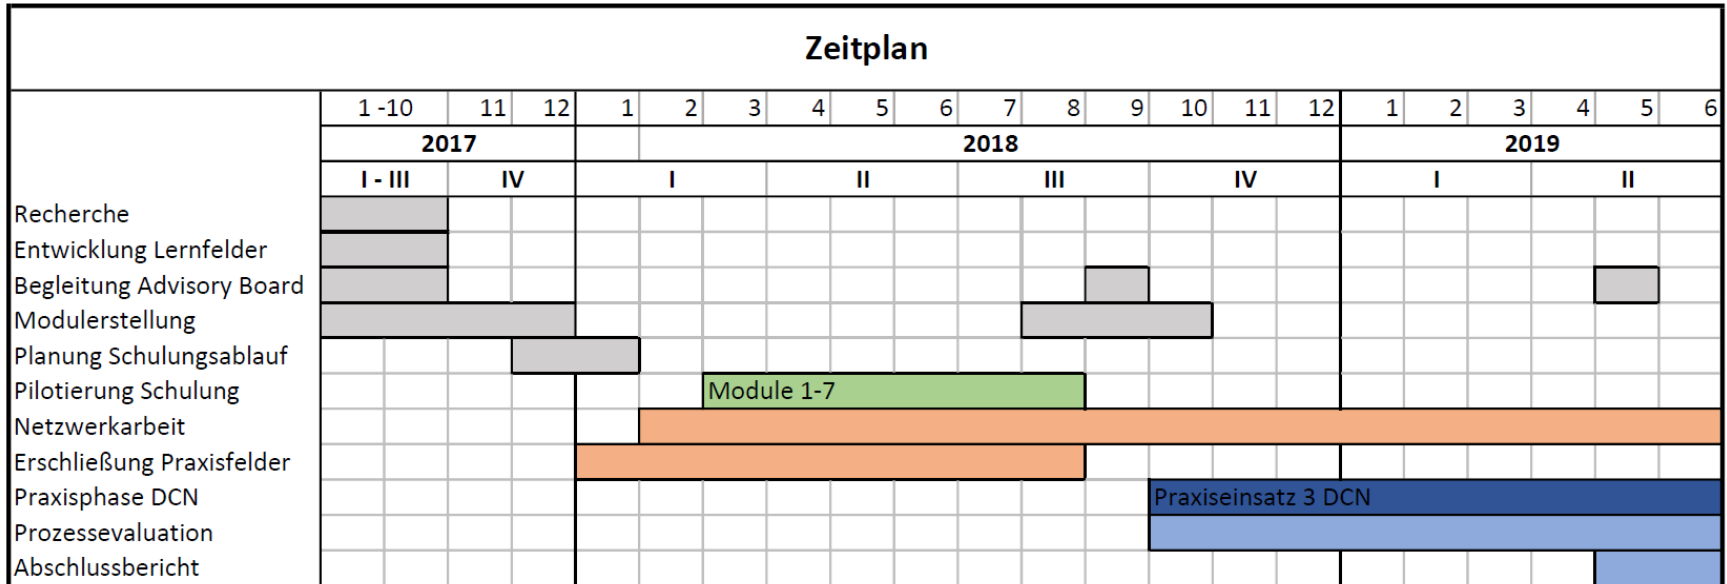 Zeitplan
1 -10 11 12 1 2 3 4 5 6 7 8 9 10 11 12 1 2 3 4 5 6
2017 2018 2019
I - III IV I II III IV I II
Recherche
Entwicklung Lernfelder
Begleitung Advisory Board
Modulerstellung
Planung Schulungsablauf
Pilotierung Schulung Module 1-7
Netzwerkarbeit
Erschließung Praxisfelder
Praxisphase DCN Praxiseinsatz 3 DCN
Prozessevaluation
Abschlussbericht